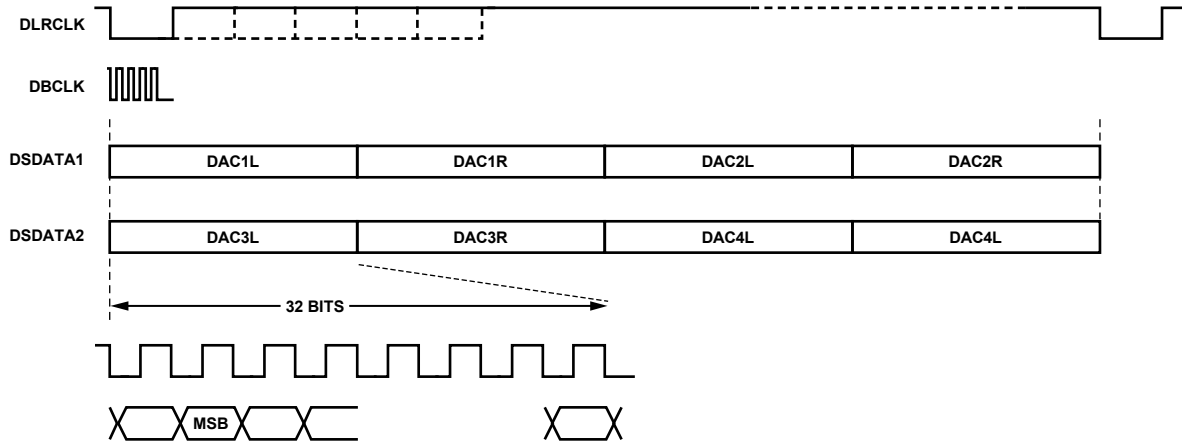 DLRCLK
DBCLK
DSDATA1 DAC1L DAC1R DAC2L DAC2R
DSDATA2 DAC3L DAC3R DAC4L DAC4L
32 BITS
MSB